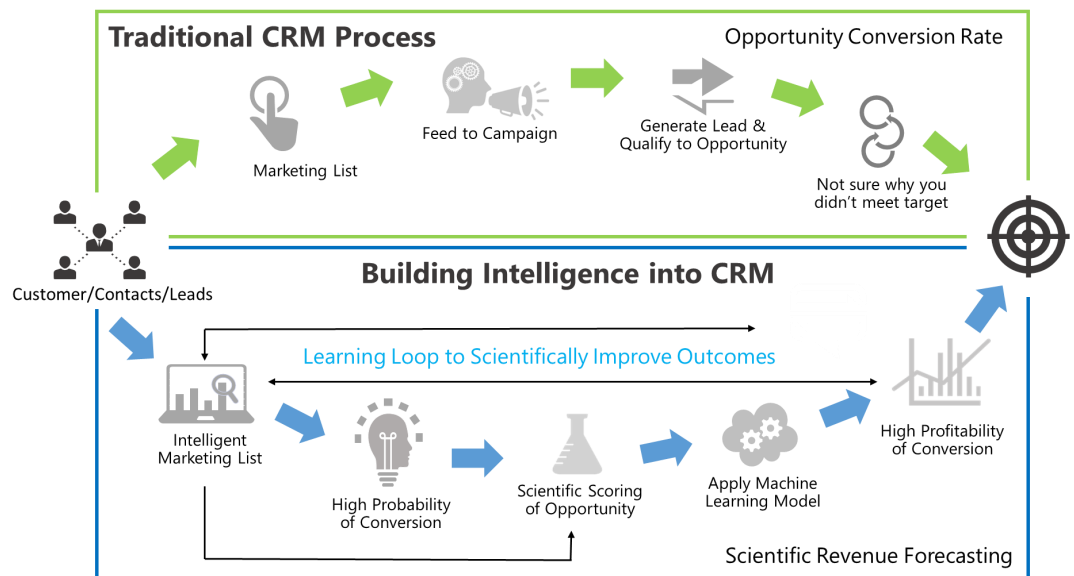 Traditional CRM Process
Opportunity Conversion Rate
Marketing List
Feed to Campaign
Generate Lead &
Qualify to Opportunity
Not sure why you
didn't meet target
Customer/Contacts/Leads
Building Intelligence into CRM
Learning Loop to Scientifically Improve Outcomes
Intelligent
Marketing List
High Probability
of Conversion
Scientific Scoring
of Opportunity
Apply Machine
Learning Model
High Profitability
of Conversion
Scientific Revenue Forecasting